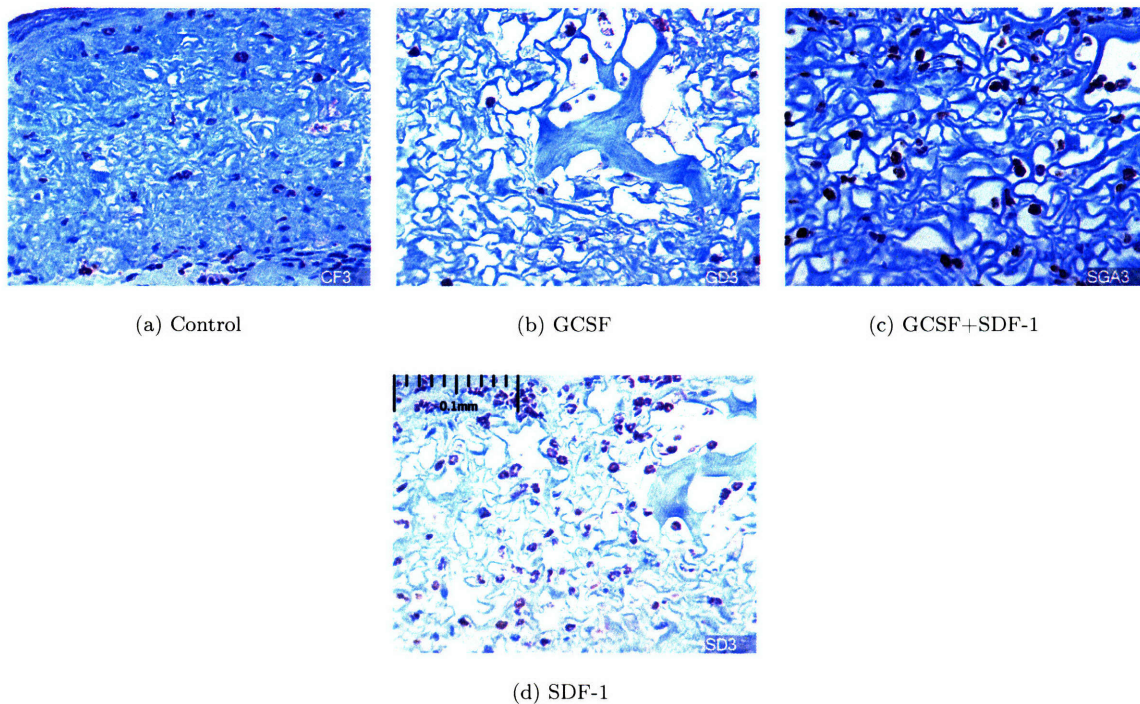 CF3
GD3
SGA3
(a) Control
(b) GCSF
(c) GCSF+SDF-1
0.1mm
SD3
(d) SDF-1